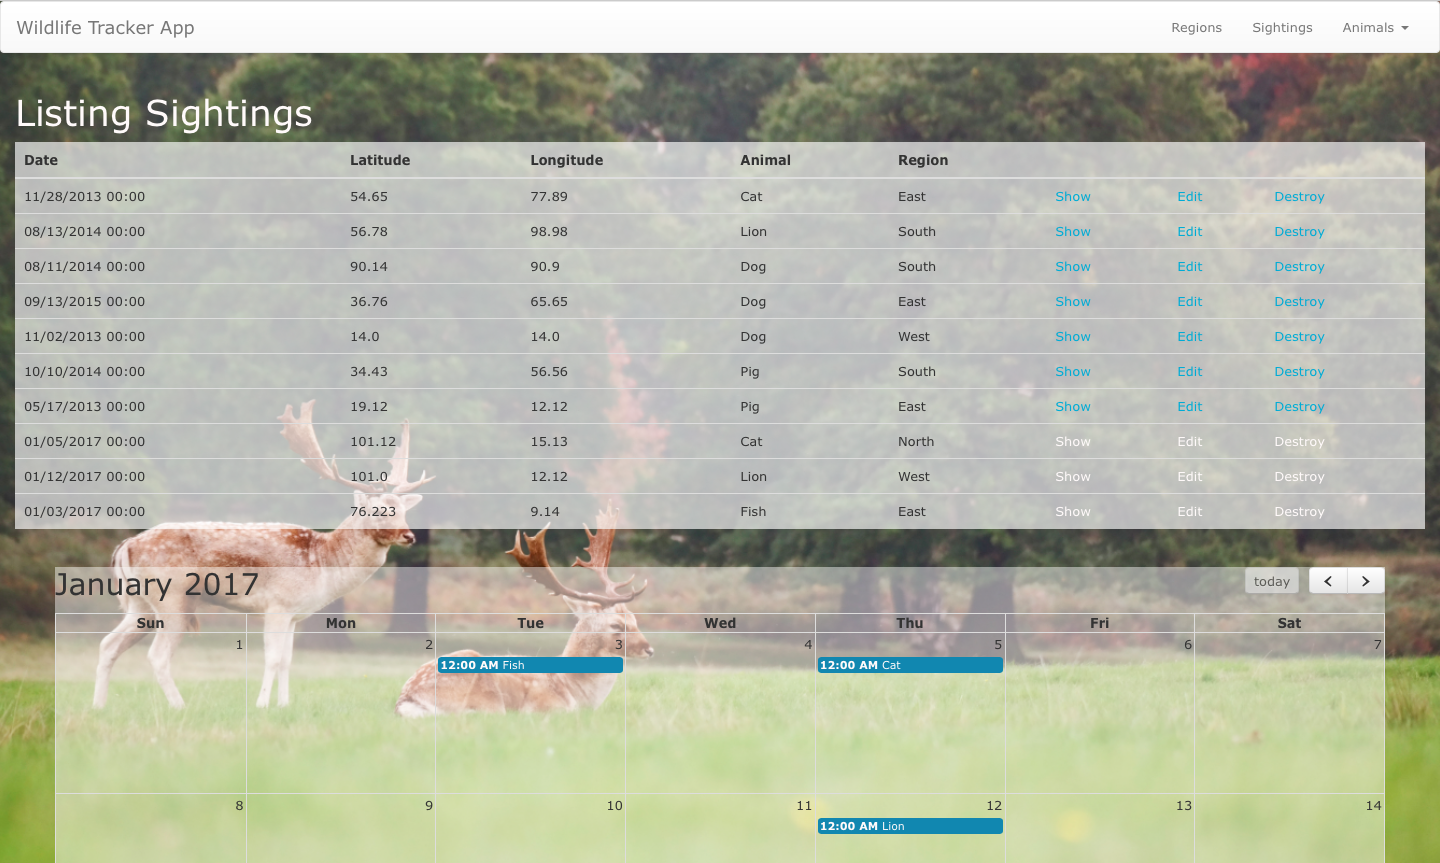 Wildlife Tracker App Regions Sightings Animals
Listing Sightings
Date Latitude Longitude Animal Region
11/28/2013 00:00 54.65 77.89 Cat East Show Edit Destroy
08/13/2014 00:00 56.78 98.98 Lion South Show Edit Destroy
08/11/2014 00:00 90.14 90.9 Dog South Show Edit Destroy
09/13/2015 00:00 36.76 65.65 Dog East Show Edit Destroy
11/02/2013 00:00 14.0 14.0 Dog West Show Edit Destroy
10/10/2014 00:00 34.43 56.56 Pig South Show Edit Destroy
05/17/2013 00:00 19.12 12.12 Pig East Show Edit Destroy
01/05/2017 00:00 101.12 15.13 Cat North Show Edit Destroy
01/12/2017 00:00 101.0 12.12 Lion West Show Edit Destroy
01/03/2017 00:00 76.223 9.14 Fish East Show Edit Destroy
January 2017 today
Sun Mon Tue Wed Thu Fri Sat
1 2 3 4 5 6 7
12:00 AM Fish 12:00 AM Cat
8 9 10 11 12 13 14
12:00 AM Lion